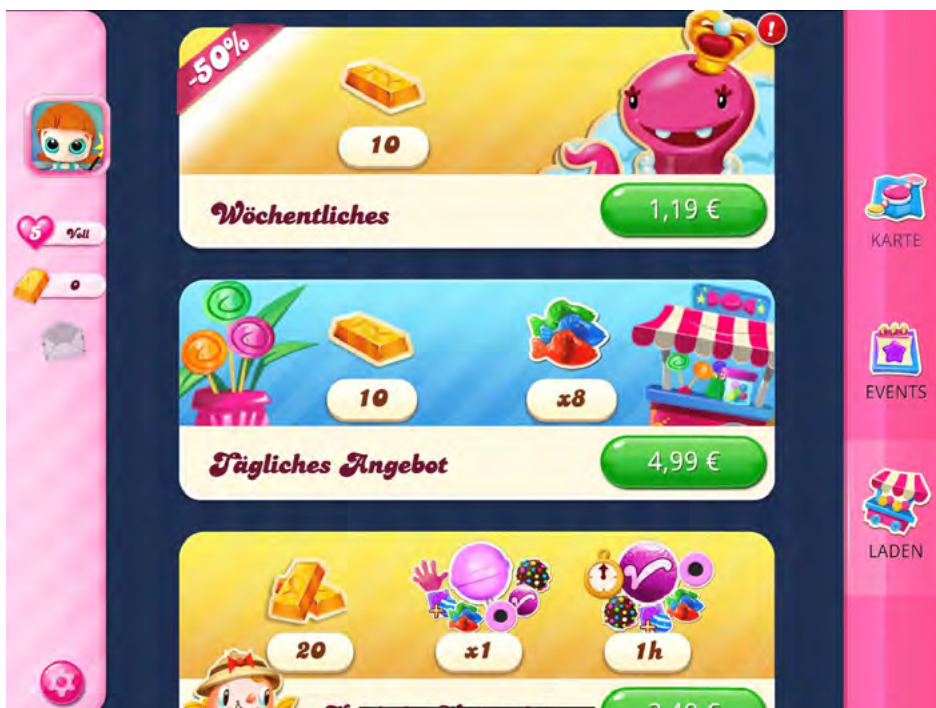 -50%
10
Wöchentliches
1,19 €
10
x8
Tägliches Angebot
4,99 €
20
x1
1h
5
Voll
0
KARTE
EVENTS
LADEN
!